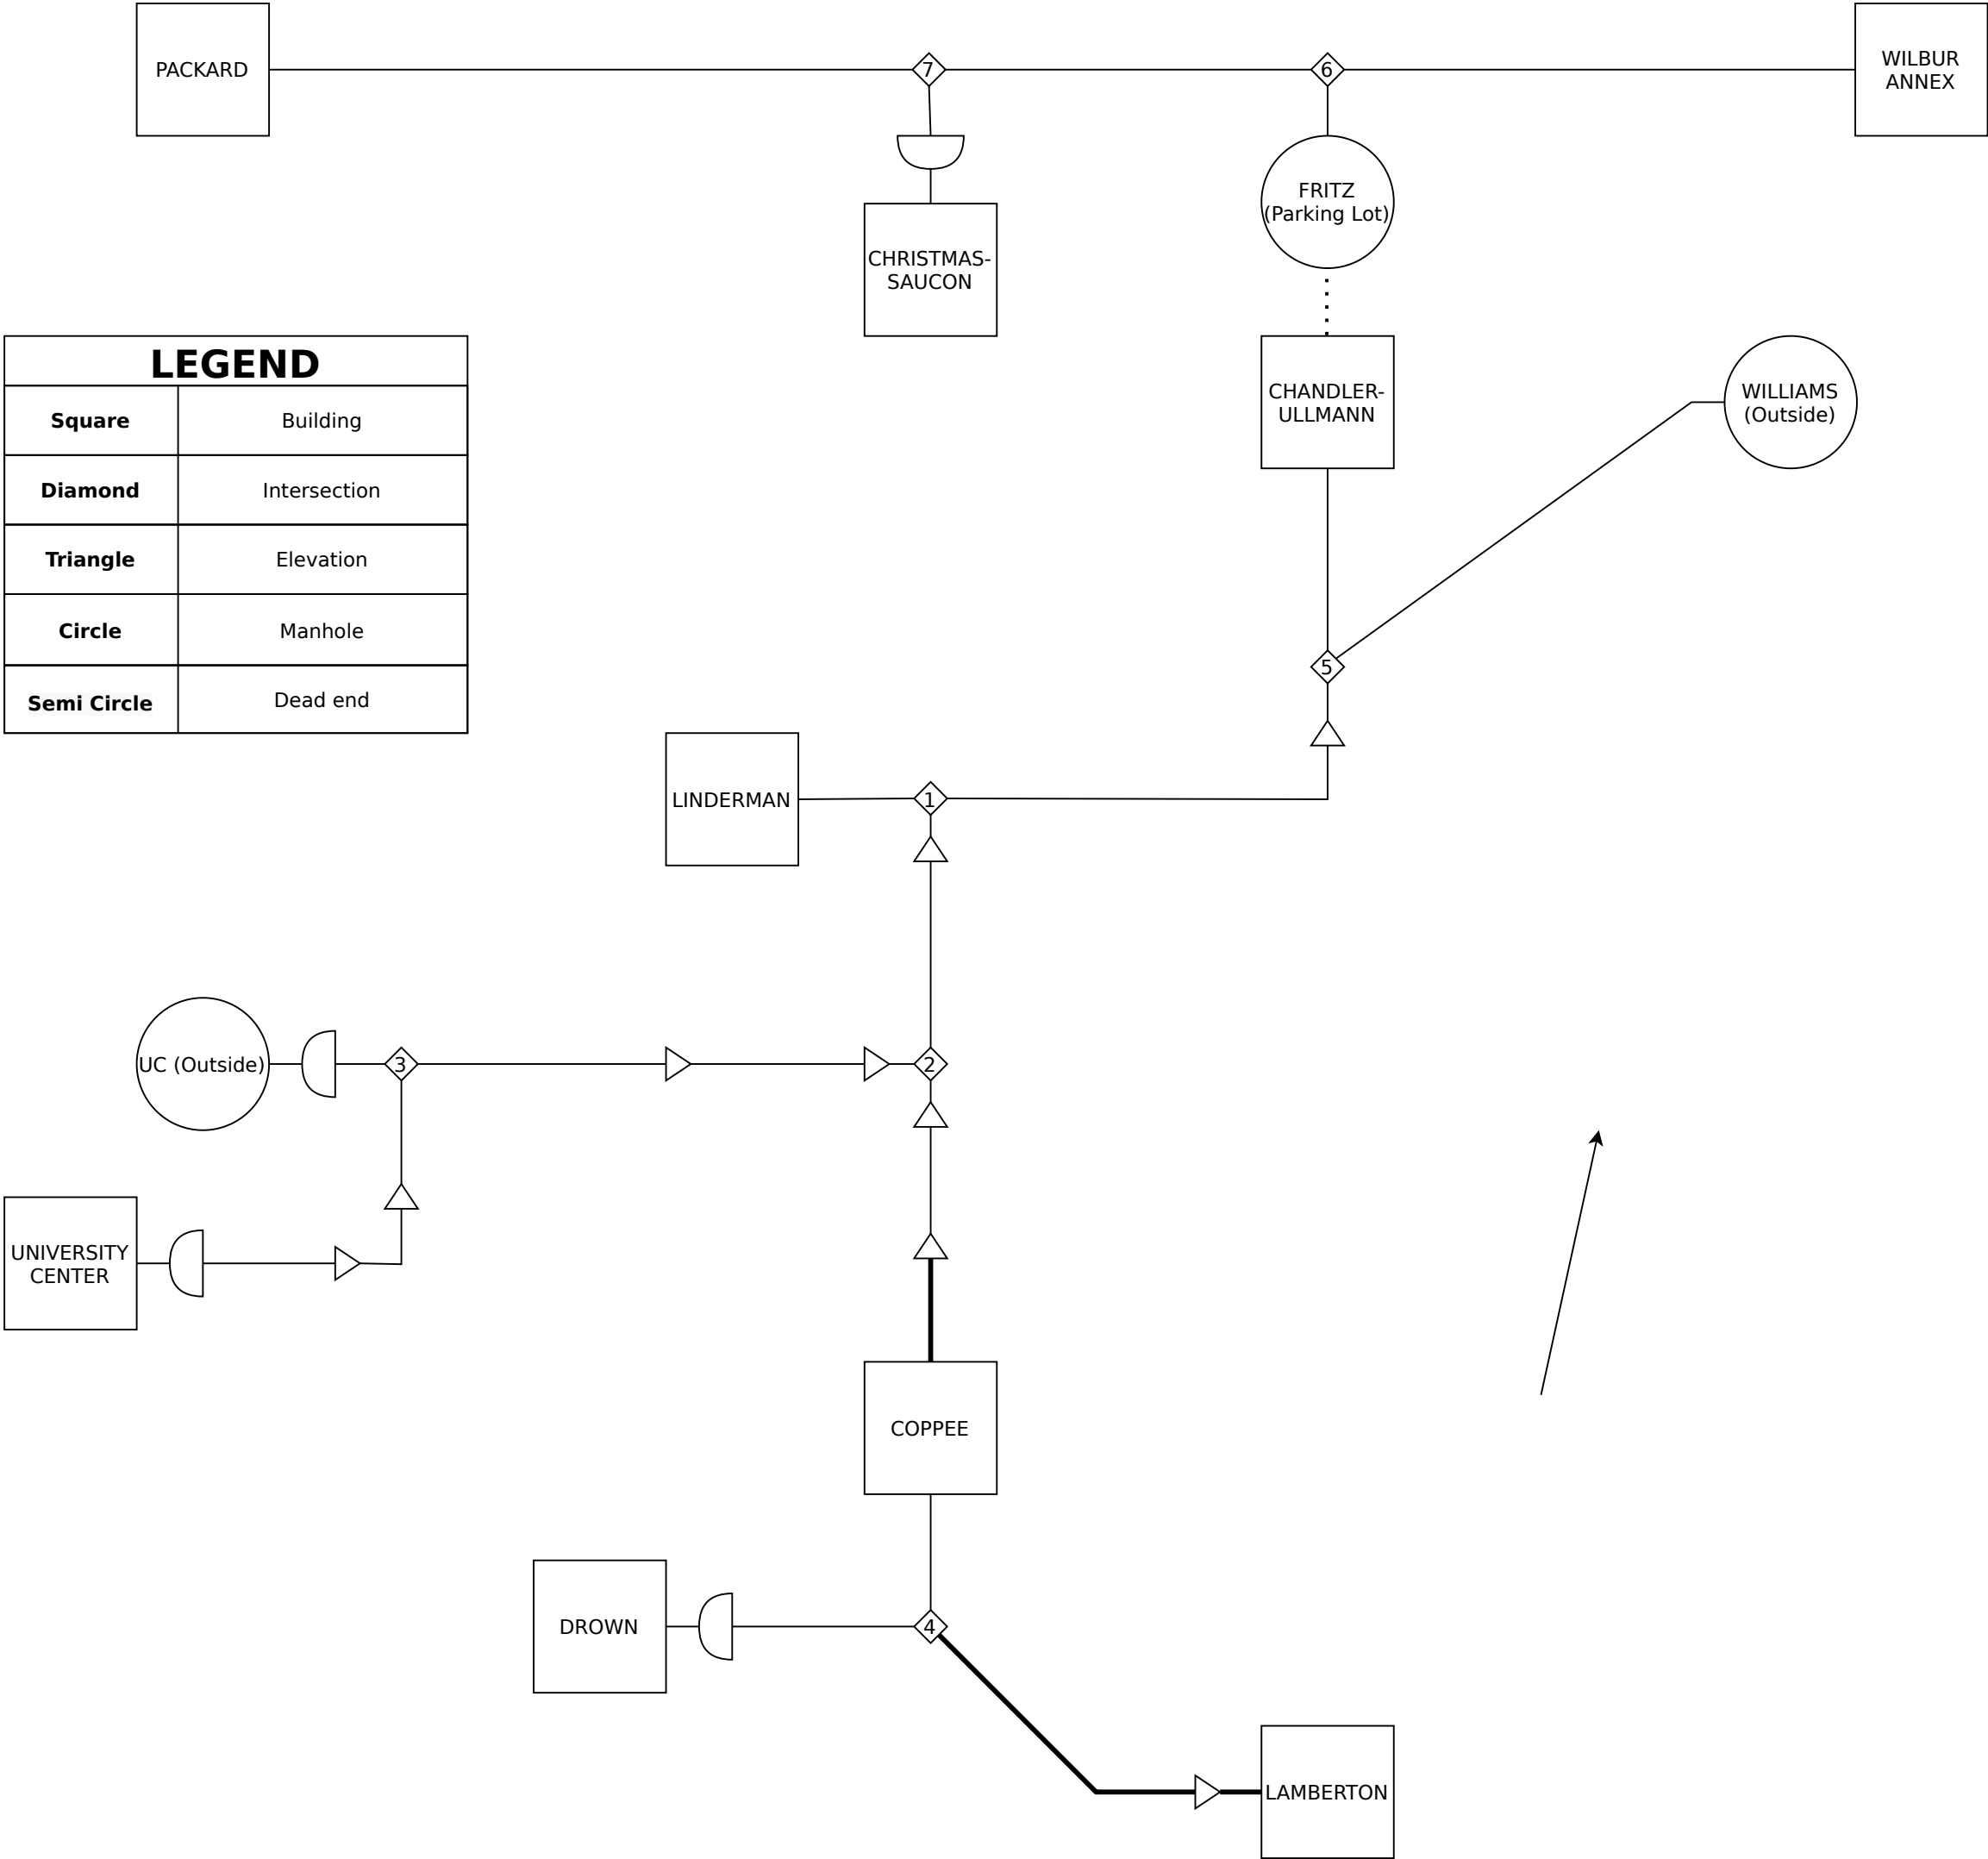 PACKARD
7
6
WILBUR
ANNEX
FRITZ
(Parking Lot)
CHRISTMAS-
SAUCON
LEGEND
Square
Building
Diamond
Intersection
Triangle
Elevation
Circle
Manhole
Semi Circle
Dead end
CHANDLER-
ULLMANN
WILLIAMS
(Outside)
5
LINDERMAN
1
UC (Outside)
3
2
UNIVERSITY
CENTER
COPPEE
DROWN
4
LAMBERTON